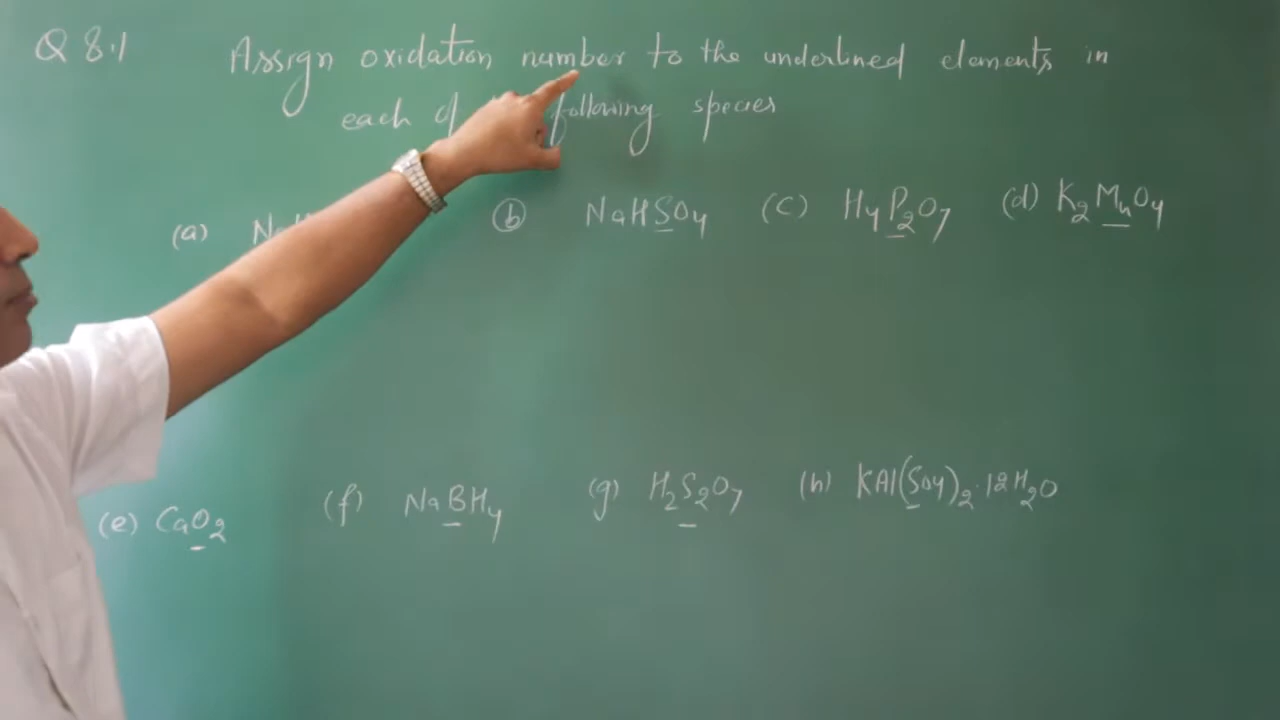 Q 8.1 Assign oxidation number to the underlined elements in
each of following species
(a) (b) NaHSO4 (c) H4P2O7 (d) K2MnO4
(e) CaO2 (f) NaBH4 (g) H2S2O7 (h) KAl(SO4)2.12H2O